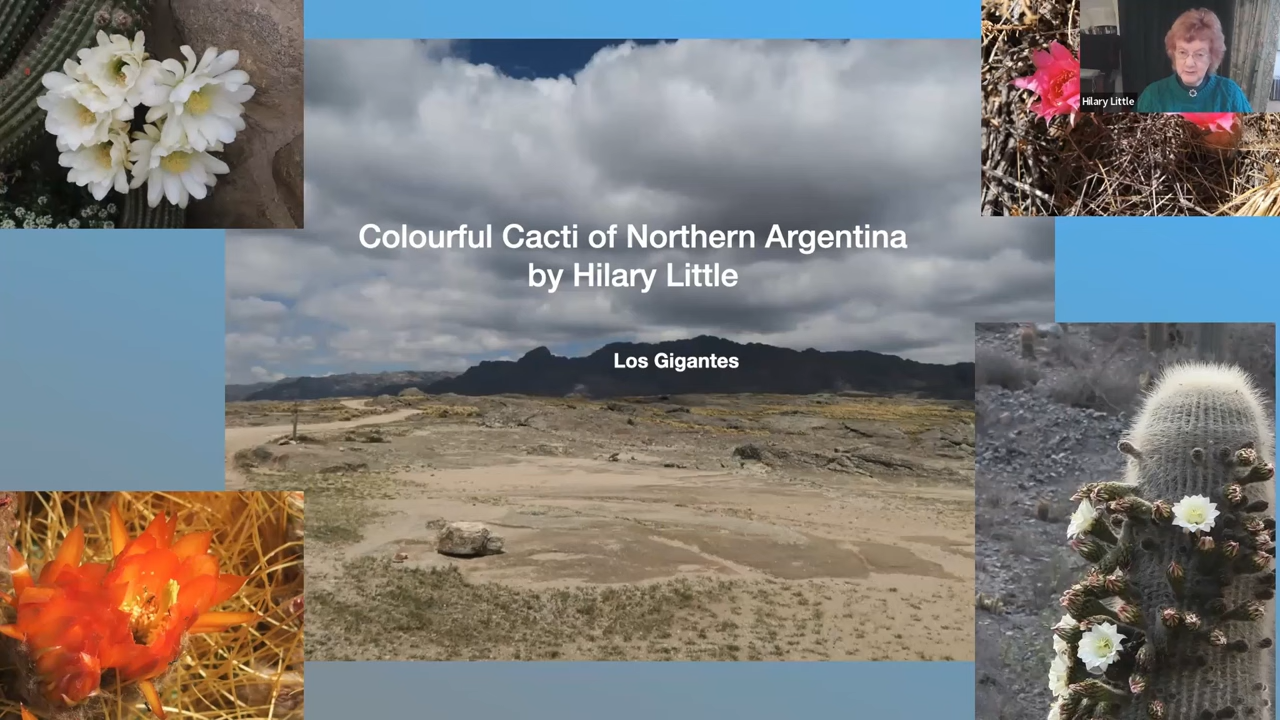 Hilary Little
Colourful Cacti of Northern Argentina
by Hilary Little
Los Gigantes